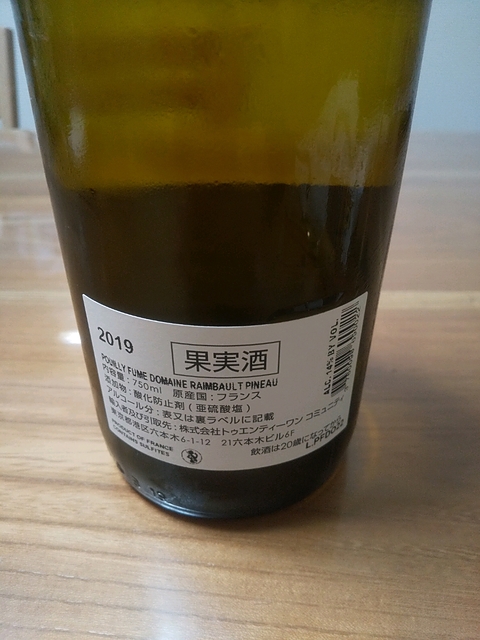 2019
果実酒
POUILLY FUME DOMAINE RAIMBAULT PINEAU
内容量：750ml 原産国：フランス
添加物：酸化防止剤（亜硫酸塩）
アルコール分：表又は裏ラベルに記載
輸入者及び引取先：株式会社トゥエンティーワン コミュニティ
東京都港区六本木6-1-12 21六本木ビル6F
飲酒は20歳になってから
PRODUCT OF FRANCE
CONTAINS SULFITES
ALC. 14% BY VOL.